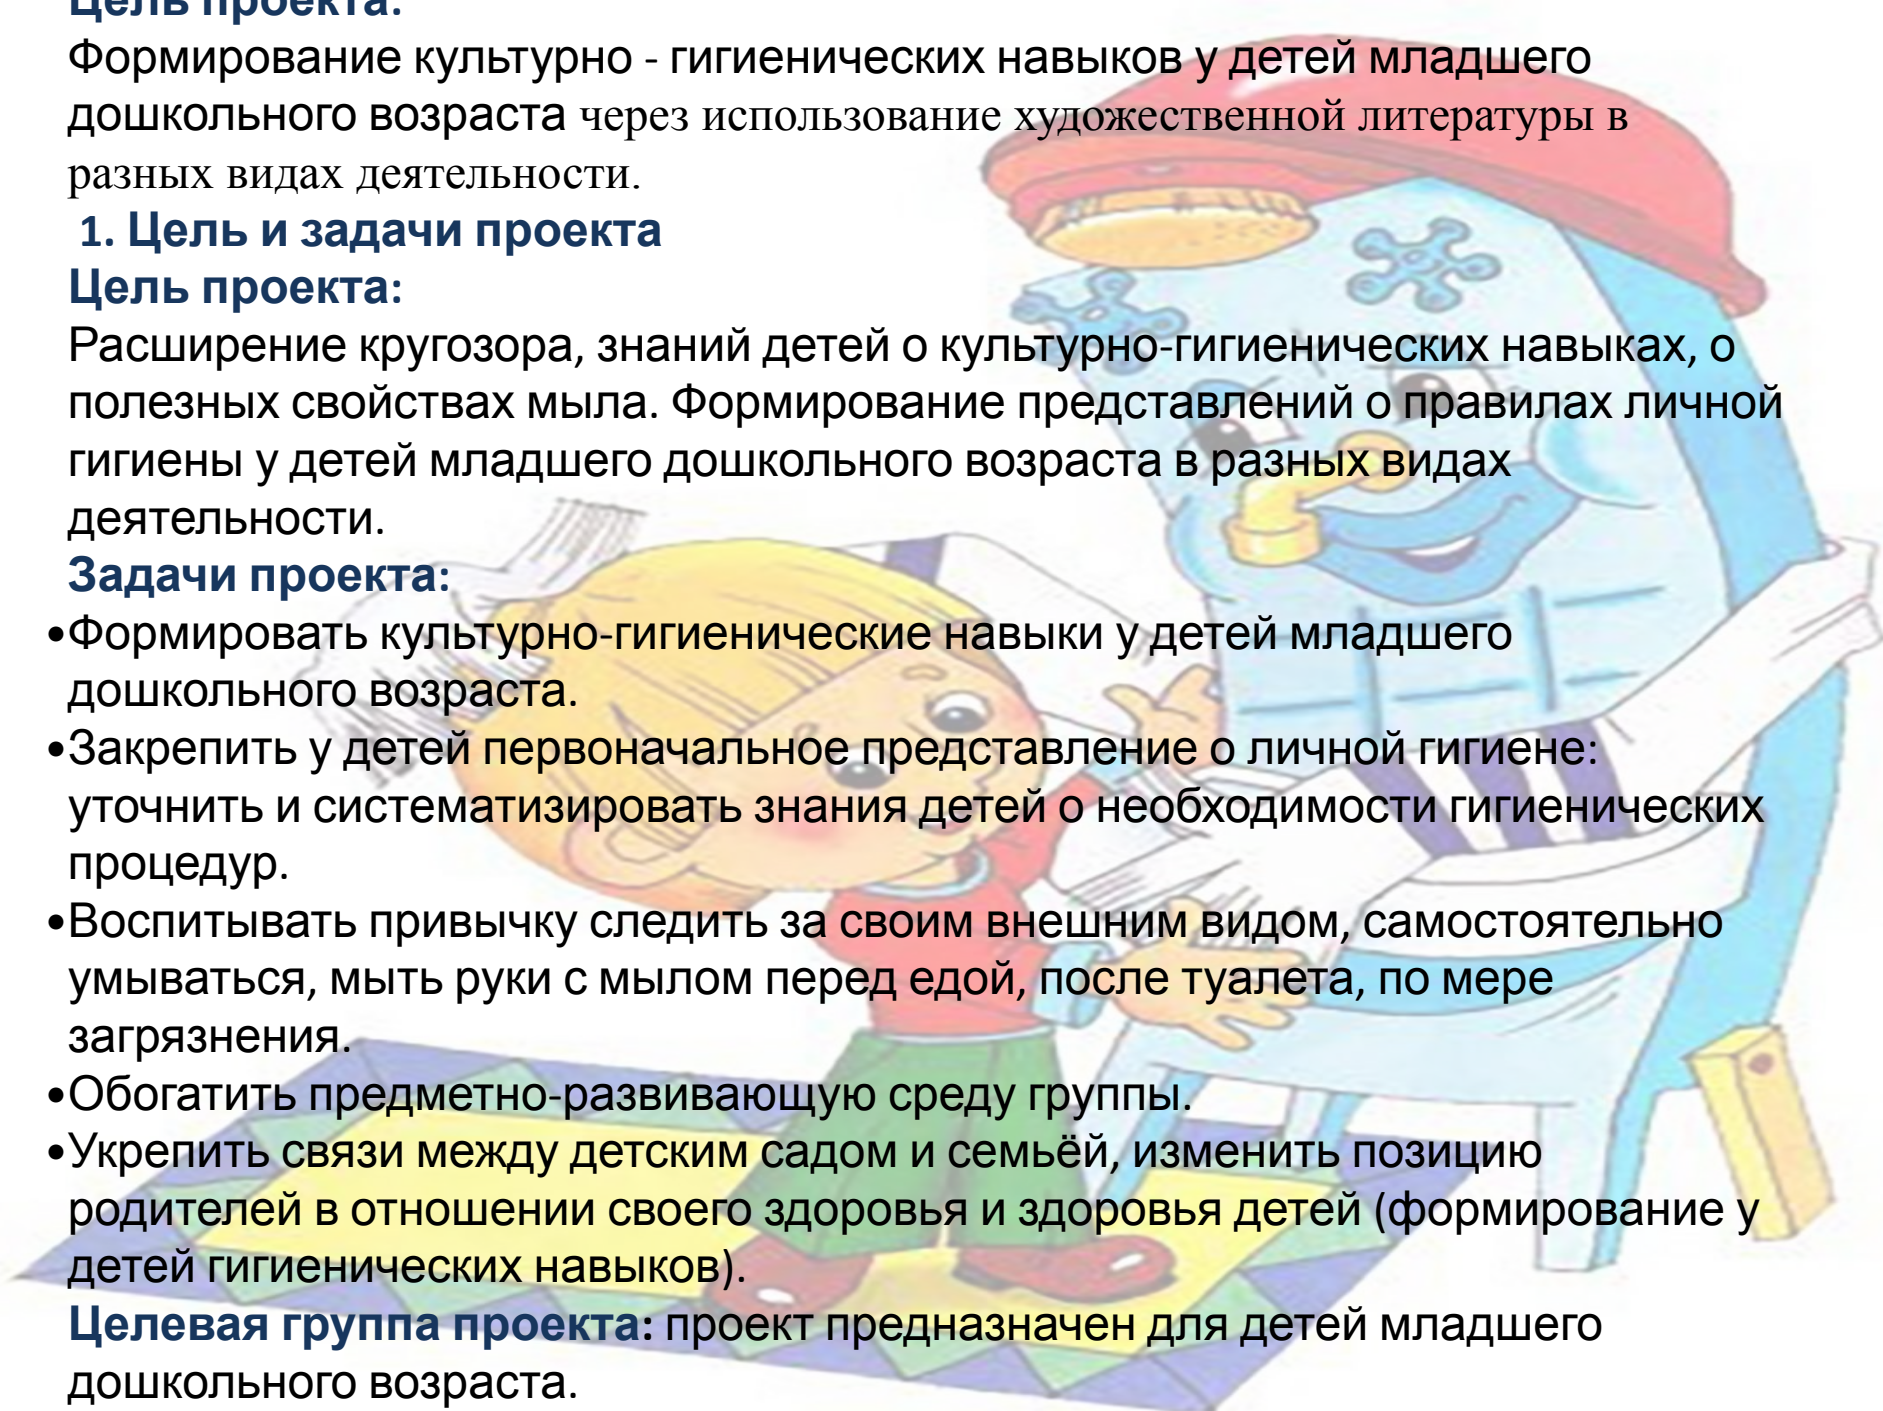 Цель проекта:
Формирование культурно - гигиенических навыков у детей младшего
дошкольного возраста через использование художественной литературы в
разных видах деятельности.
1. Цель и задачи проекта
Цель проекта:
Расширение кругозора, знаний детей о культурно-гигиенических навыках, о
полезных свойствах мыла. Формирование представлений о правилах личной
гигиены у детей младшего дошкольного возраста в разных видах
деятельности.
Задачи проекта:
•Формировать культурно-гигиенические навыки у детей младшего
дошкольного возраста.
•Закрепить у детей первоначальное представление о личной гигиене:
уточнить и систематизировать знания детей о необходимости гигиенических
процедур.
•Воспитывать привычку следить за своим внешним видом, самостоятельно
умываться, мыть руки с мылом перед едой, после туалета, по мере
загрязнения.
•Обогатить предметно-развивающую среду группы.
•Укрепить связи между детским садом и семьёй, изменить позицию
родителей в отношении своего здоровья и здоровья детей (формирование у
детей гигиенических навыков).
Целевая группа проекта: проект предназначен для детей младшего
дошкольного возраста.